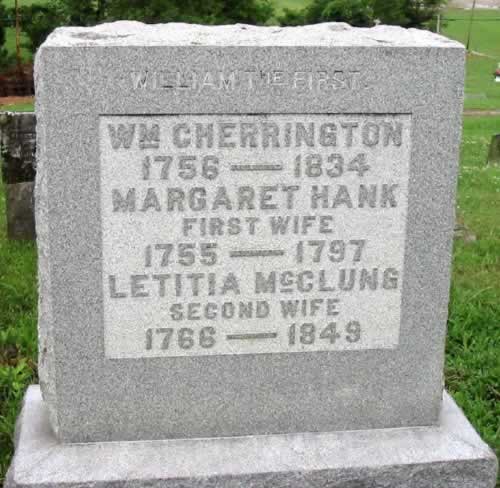 WILLIAM THE FIRST.
WM CHERRINGTON
1756 — 1834
MARGARET HANK
FIRST WIFE
1755 — 1797
LETITIA McCLUNG
SECOND WIFE
1766 — 1849